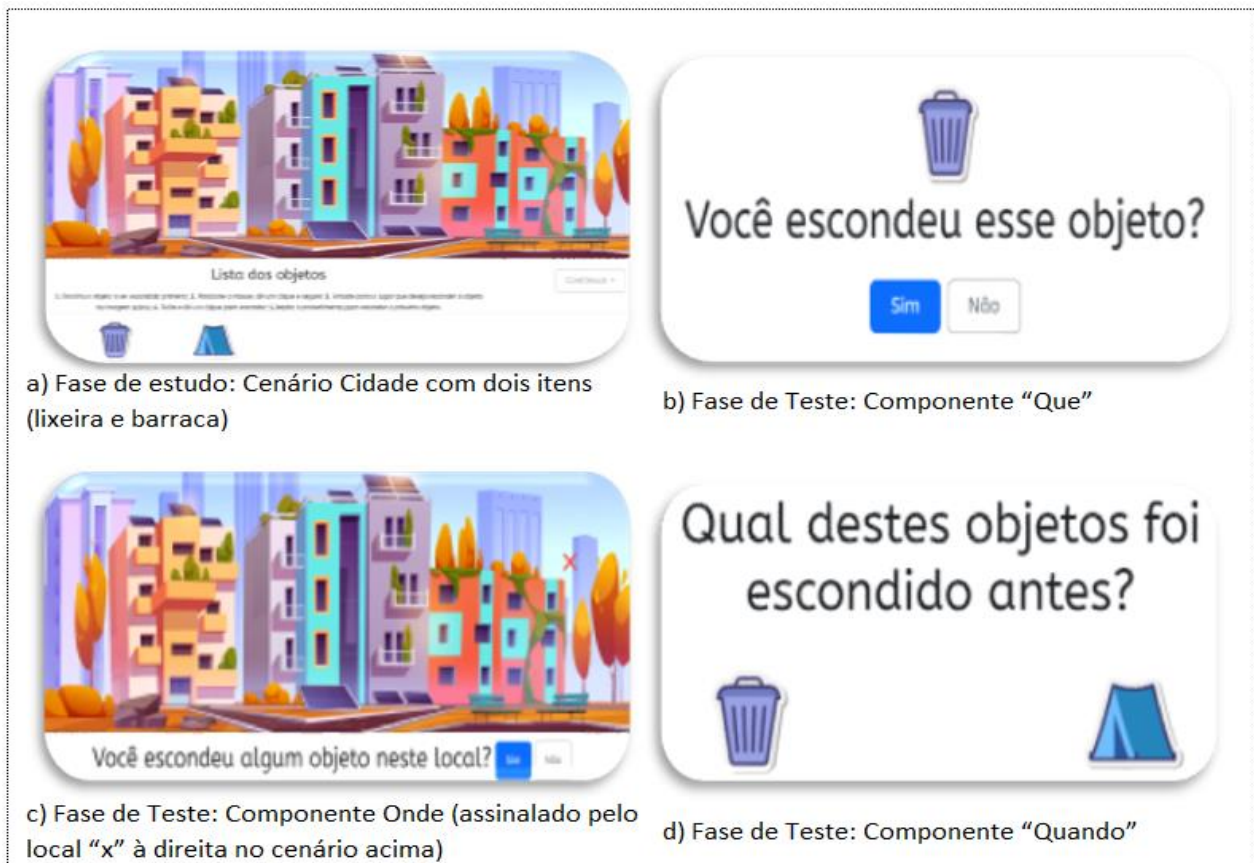 Lista dos objetos
Continuar
a) Fase de estudo: Cenário Cidade com dois itens
(lixeira e barraca)
Você escondeu esse objeto?
Sim
Não
b) Fase de Teste: Componente “Que”
X
Você escondeu algum objeto neste local?
Sim
Não
c) Fase de Teste: Componente Onde (assinalado pelo
local “x” à direita no cenário acima)
Qual destes objetos foi
escondido antes?
d) Fase de Teste: Componente “Quando”